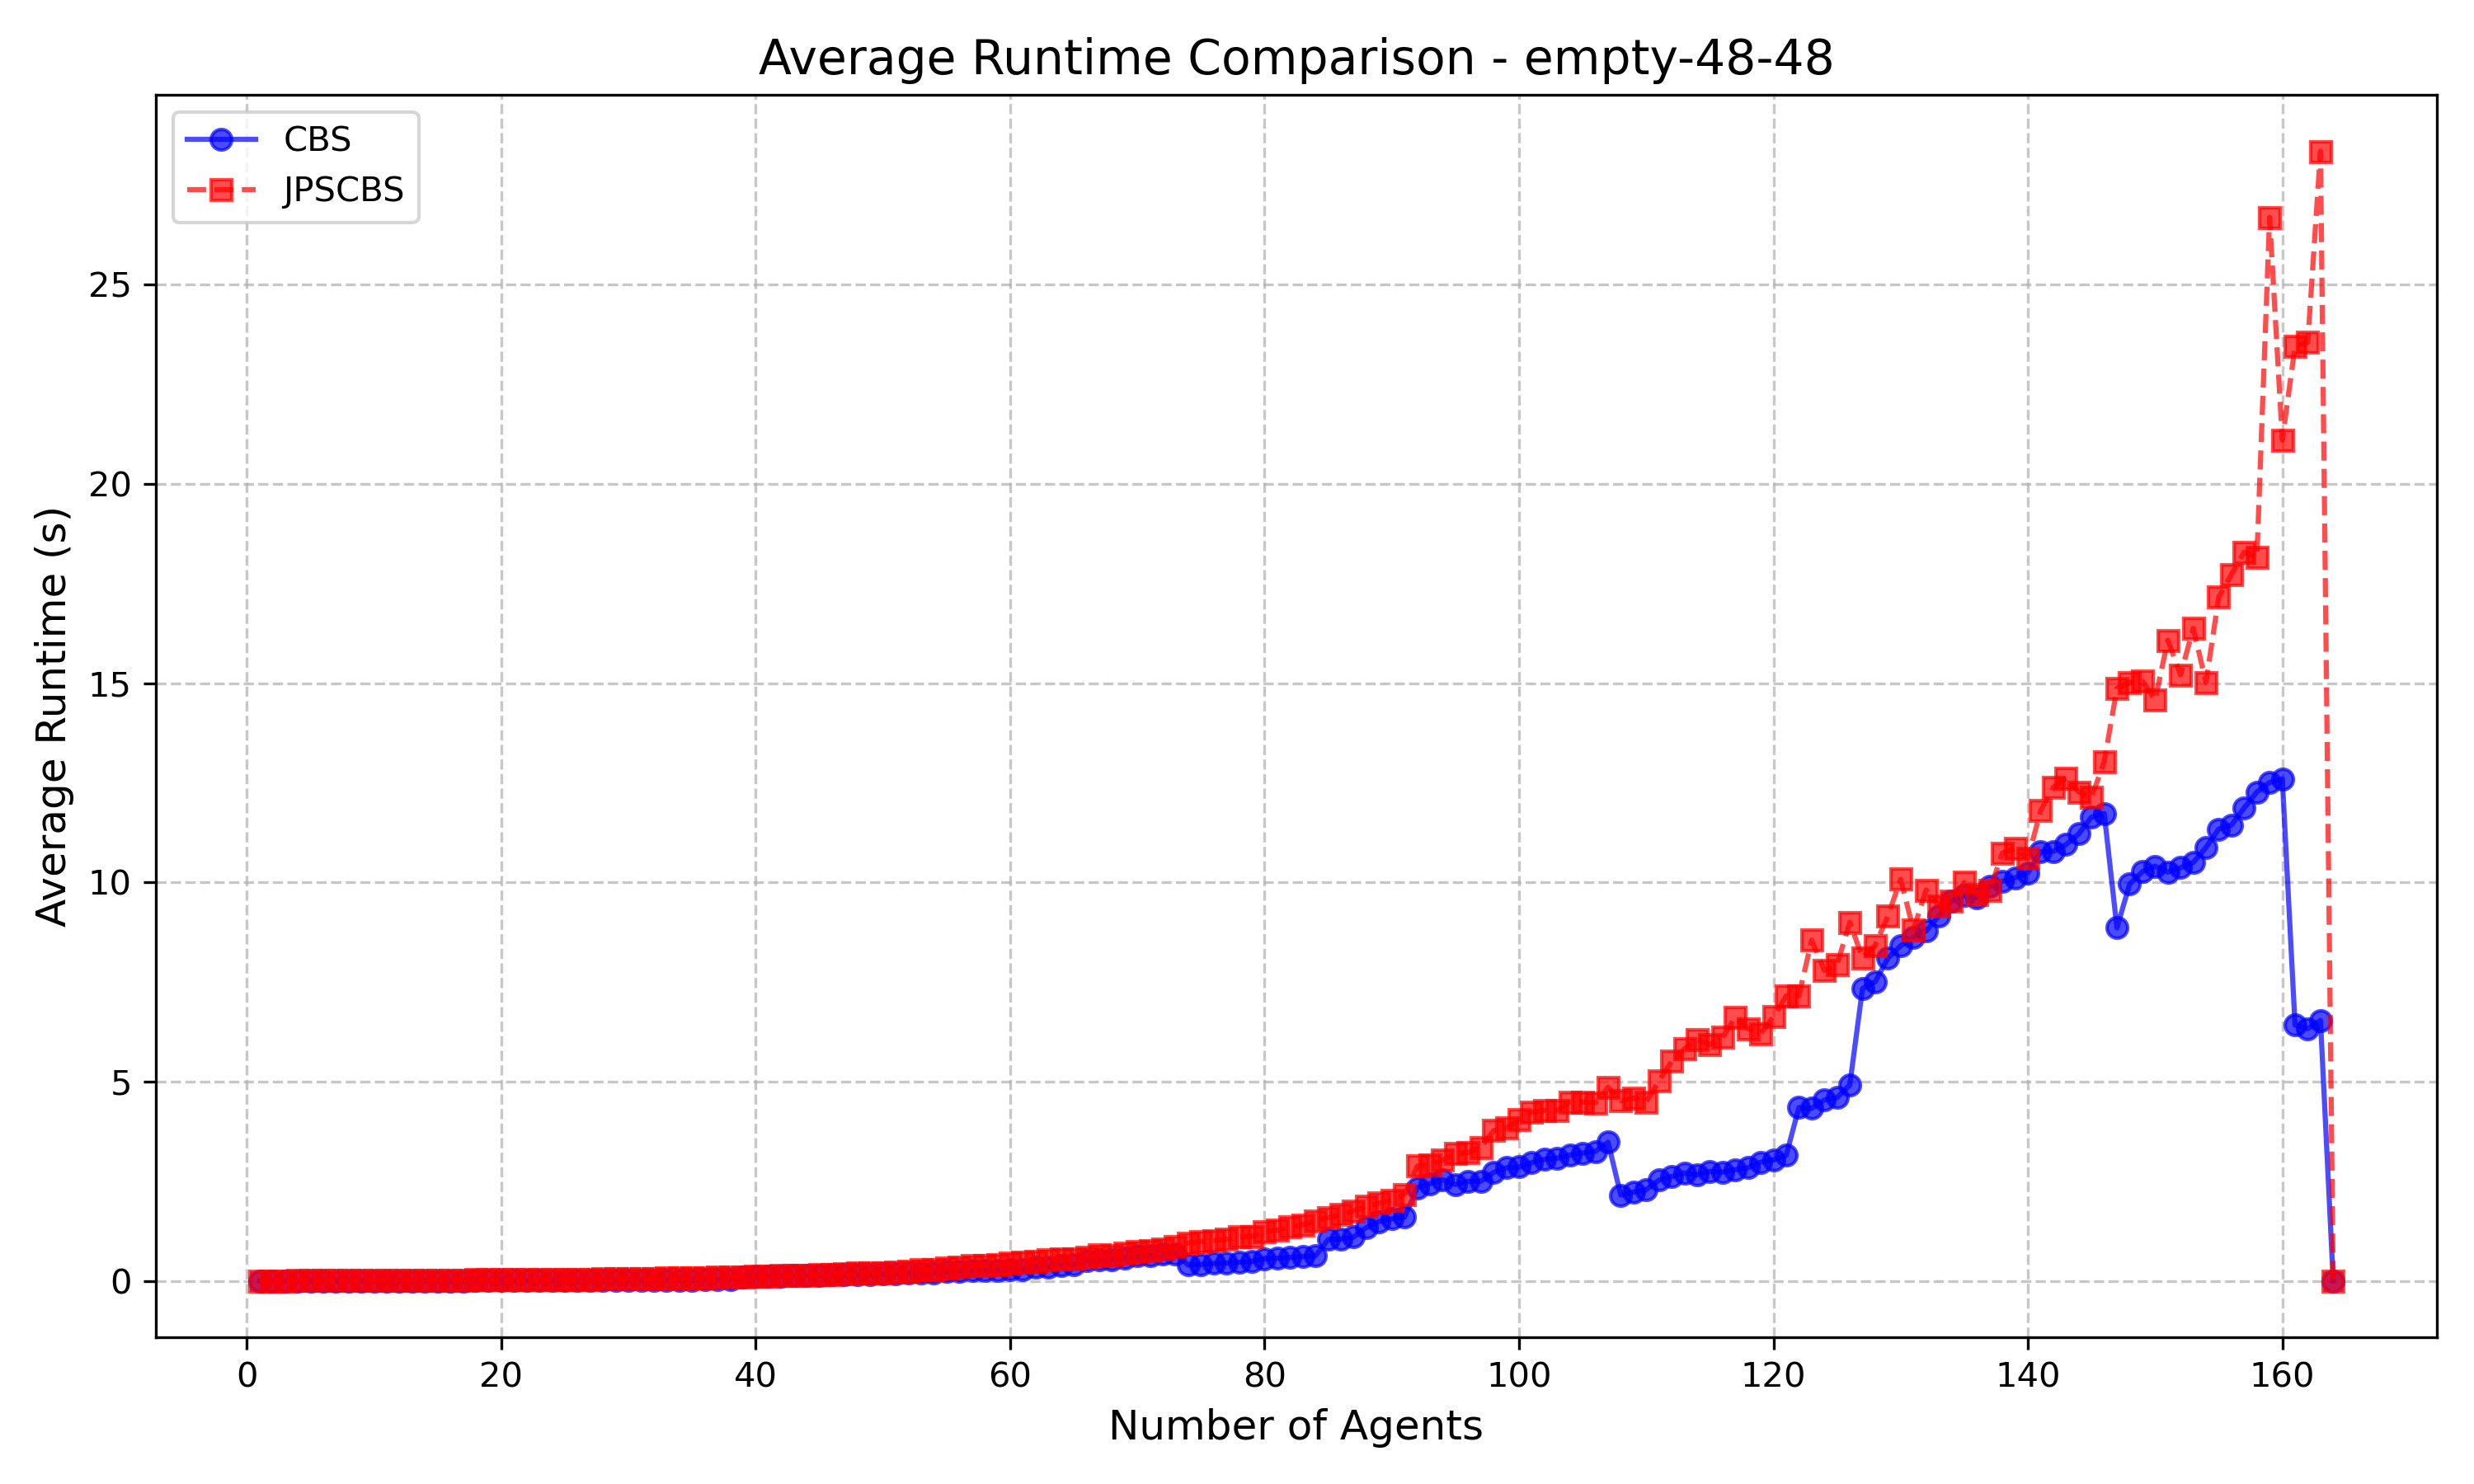 Average Runtime Comparison - empty-48-48
CBS
JPSCBS
Average Runtime (s)
25
20
15
10
5
0
0 20 40 60 80 100 120 140 160
Number of Agents